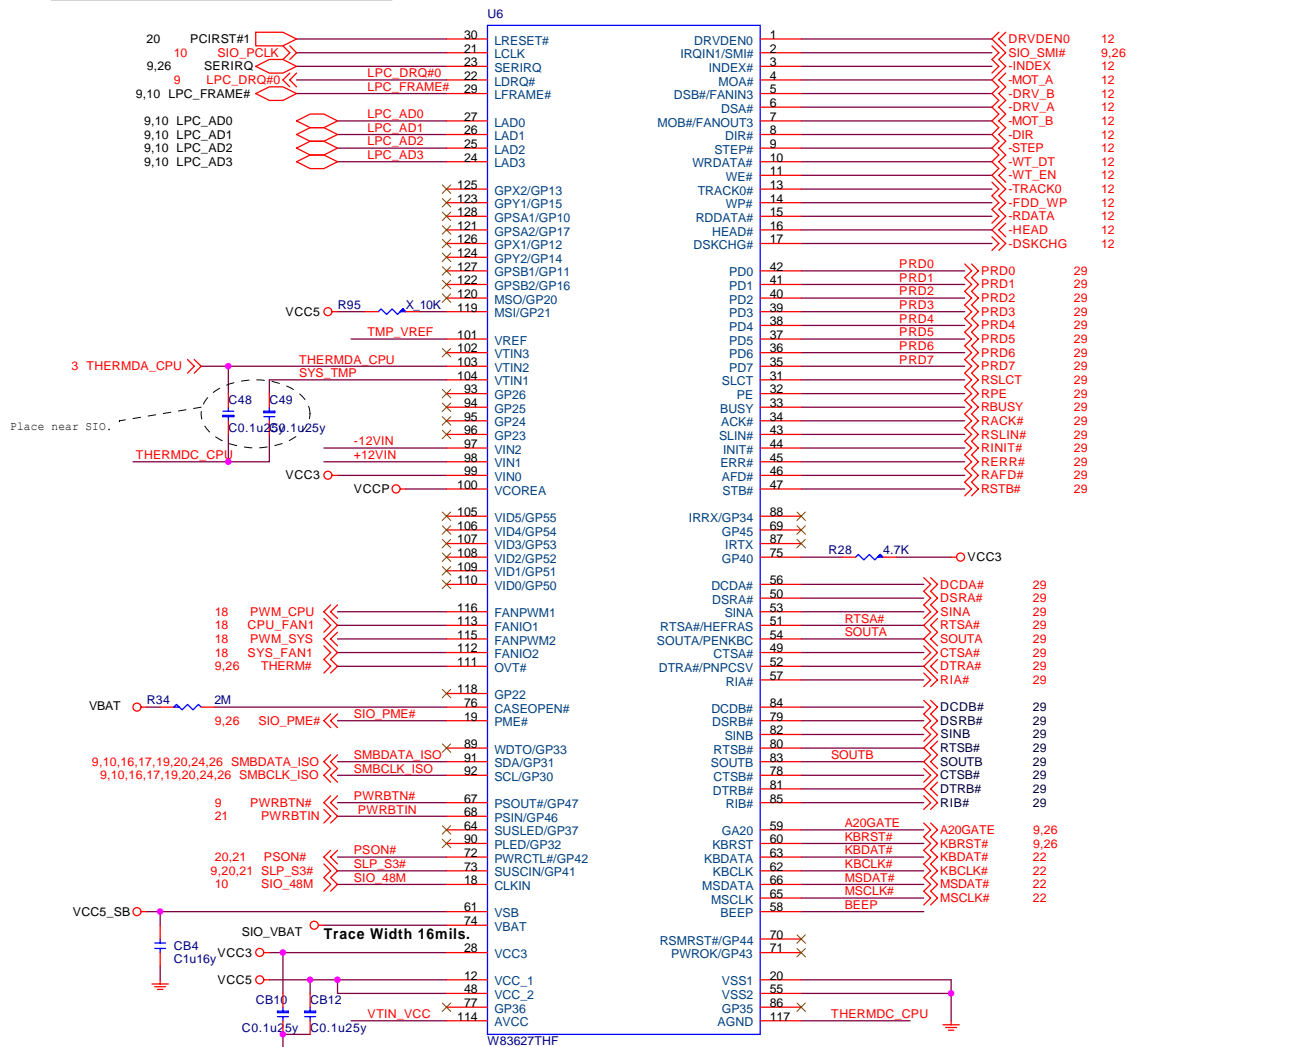 U6
20 PCIRST#1 30 LRESET# DRVDEN0 1 DRVDEN0 12
10 SIO_PCLK 21 LCLK IRQIN1/SMI# 2 SIO_SMI# 9,26
9,26 SERIRQ 23 SERIRQ INDEX# 3 -INDEX 12
9 LPC_DRQ#0 LPC_DRQ#0 22 LDRQ# MOA# 4 -MOT_A 12
9,10 LPC_FRAME# LPC_FRAME# 29 LFRAME# DSB#/FANIN3 5 -DRV_B 12
DSA# 6 -DRV_A 12
9,10 LPC_AD0 LPC_AD0 27 LAD0 MOB#/FANOUT3 7 -MOT_B 12
9,10 LPC_AD1 LPC_AD1 26 LAD1 DIR# 8 -DIR 12
9,10 LPC_AD2 LPC_AD2 25 LAD2 STEP# 9 -STEP 12
9,10 LPC_AD3 LPC_AD3 24 LAD3 WRDATA# 10 -WT_DT 12
WE# 11 -WT_EN 12
125 GPX2/GP13 TRACK0# 13 -TRACK0 12
123 GPY1/GP15 WP# 14 -FDD_WP 12
128 GPSA1/GP10 RDDATA# 15 -RDATA 12
121 GPSA2/GP17 HEAD# 16 -HEAD 12
126 GPX1/GP12 DSKCHG# 17 -DSKCHG 12
124 GPY2/GP14
127 GPSB1/GP11 PD0 42 PRD0 PRD0 29
122 GPSB2/GP16 PD1 41 PRD1 PRD1 29
120 MSO/GP20 PD2 40 PRD2 PRD2 29
VCC5 R95 X_10K 119 MSI/GP21 PD3 39 PRD3 PRD3 29
PD4 38 PRD4 PRD4 29
TMP_VREF 101 VREF PD5 37 PRD5 PRD5 29
102 VTIN3 PD6 36 PRD6 PRD6 29
3 THERMDA_CPU THERMDA_CPU 103 VTIN2 PD7 35 PRD7 PRD7 29
SYS_TMP 104 VTIN1 SLCT 31 RSLCT 29
93 GP26 PE 32 RPE 29
C48 C49 94 GP25 BUSY 33 RBUSY 29
95 GP24 ACK# 34 RACK# 29
Place near SIO. C0.1u25y C0.1u25y 96 GP23 SLIN# 43 RSLIN# 29
-12VIN 97 VIN2 INIT# 44 RINIT# 29
THERMDC_CPU +12VIN 98 VIN1 ERR# 45 RERR# 29
VCC3 99 VIN0 AFD# 46 RAFD# 29
VCCP 100 VCOREA STB# 47 RSTB# 29
105 VID5/GP55 IRRX/GP34 88
106 VID4/GP54 GP45 69
107 VID3/GP53 IRTX 87
108 VID2/GP52 GP40 75 R28 4.7K VCC3
109 VID1/GP51
110 VID0/GP50 DCDA# 56 DCDA# 29
DSRA# 50 DSRA# 29
18 PWM_CPU 116 FANPWM1 SINA 53 SINA 29
18 CPU_FAN1 113 FANIO1 RTSA#/HEFRAS 51 RTSA# RTSA# 29
18 PWM_SYS 115 FANPWM2 SOUTA/PENKBC 54 SOUTA SOUTA 29
18 SYS_FAN1 112 FANIO2 CTSA# 49 CTSA# 29
9,26 THERM# 111 OVT# DTRA#/PNPCSV 52 DTRA# 29
RIA# 57 RIA# 29
118 GP22
VBAT R34 2M 76 CASEOPEN# DCDB# 84 DCDB# 29
9,26 SIO_PME# SIO_PME# 19 PME# DSRB# 79 DSRB# 29
SINB 82 SINB 29
89 WDTO/GP33 RTSB# 80 RTSB# 29
9,10,16,17,19,20,24,26 SMBDATA_ISO SMBDATA_ISO 91 SDA/GP31 SOUTB 83 SOUTB SOUTB 29
9,10,16,17,19,20,24,26 SMBCLK_ISO SMBCLK_ISO 92 SCL/GP30 CTSB# 78 CTSB# 29
DTRB# 81 DTRB# 29
9 PWRBTN# PWRBTN# 67 PSOUT#/GP47 RIB# 85 RIB# 29
21 PWRBTIN PWRBTIN 68 PSIN/GP46
64 SUSLED/GP37 GA20 59 A20GATE A20GATE 9,26
90 PLED/GP32 KBRST 60 KBRST# KBRST# 9,26
20,21 PSON# PSON# 72 PWRCTL#/GP42 KBDATA 63 KBDAT# KBDAT# 22
9,20,21 SLP_S3# SLP_S3# 73 SUSCIN/GP41 KBCLK 62 KBCLK# KBCLK# 22
10 SIO_48M SIO_48M 18 CLKIN MSDATA 66 MSDAT# MSDAT# 22
MSCLK 65 MSCLK# MSCLK# 22
VCC5_SB 61 VSB BEEP 58 BEEP
SIO_VBAT Trace Width 16mils. 74 VBAT
RSMRST#/GP44 70
CB4 VCC3 28 VCC3 PWROK/GP43 71
C1u16y
VCC5 12 VCC_1 VSS1 20
48 VCC_2 VSS2 55
CB10 CB12 77 GP36 GP35 86
C0.1u25y C0.1u25y VTIN_VCC 114 AVCC AGND 117 THERMDC_CPU
W83627THF